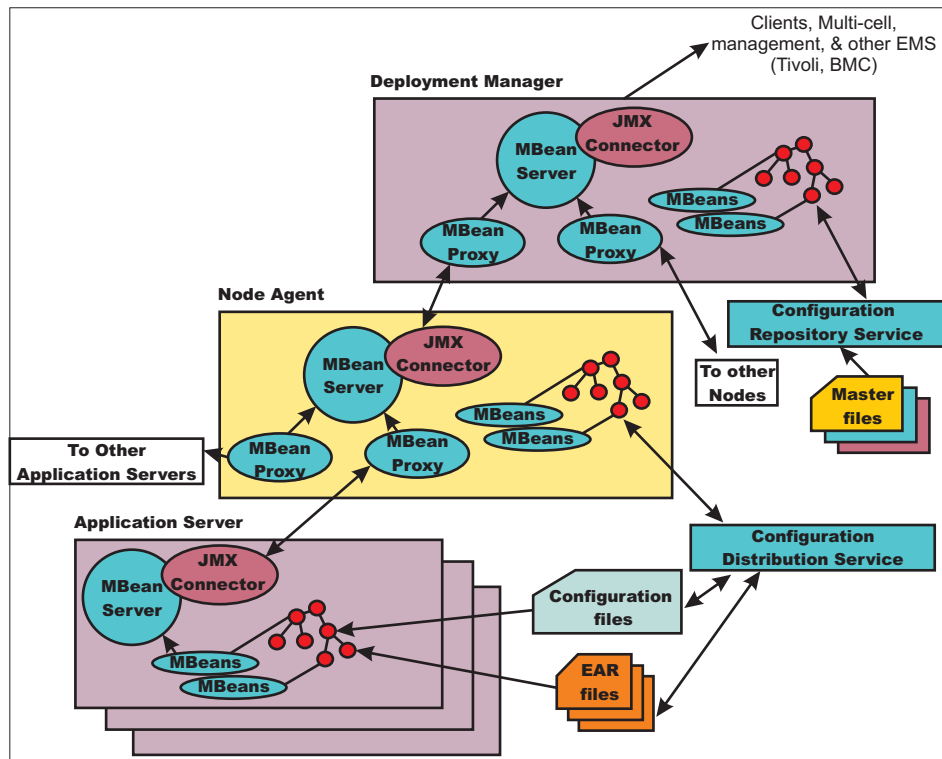 Clients, Multi-cell,
management, & other EMS
(Tivoli, BMC)
Deployment Manager
JMX
Connector
MBean
Server
MBeans
MBeans
MBean
Proxy
MBean
Proxy
Node Agent
Configuration
Repository Service
JMX
Connector
MBean
Server
To other
Nodes
Master
files
MBeans
MBeans
To Other
Application Servers
MBean
Proxy
MBean
Proxy
Application Server
Configuration
Distribution Service
JMX
Connector
MBean
Server
Configuration
files
MBeans
MBeans
EAR
files